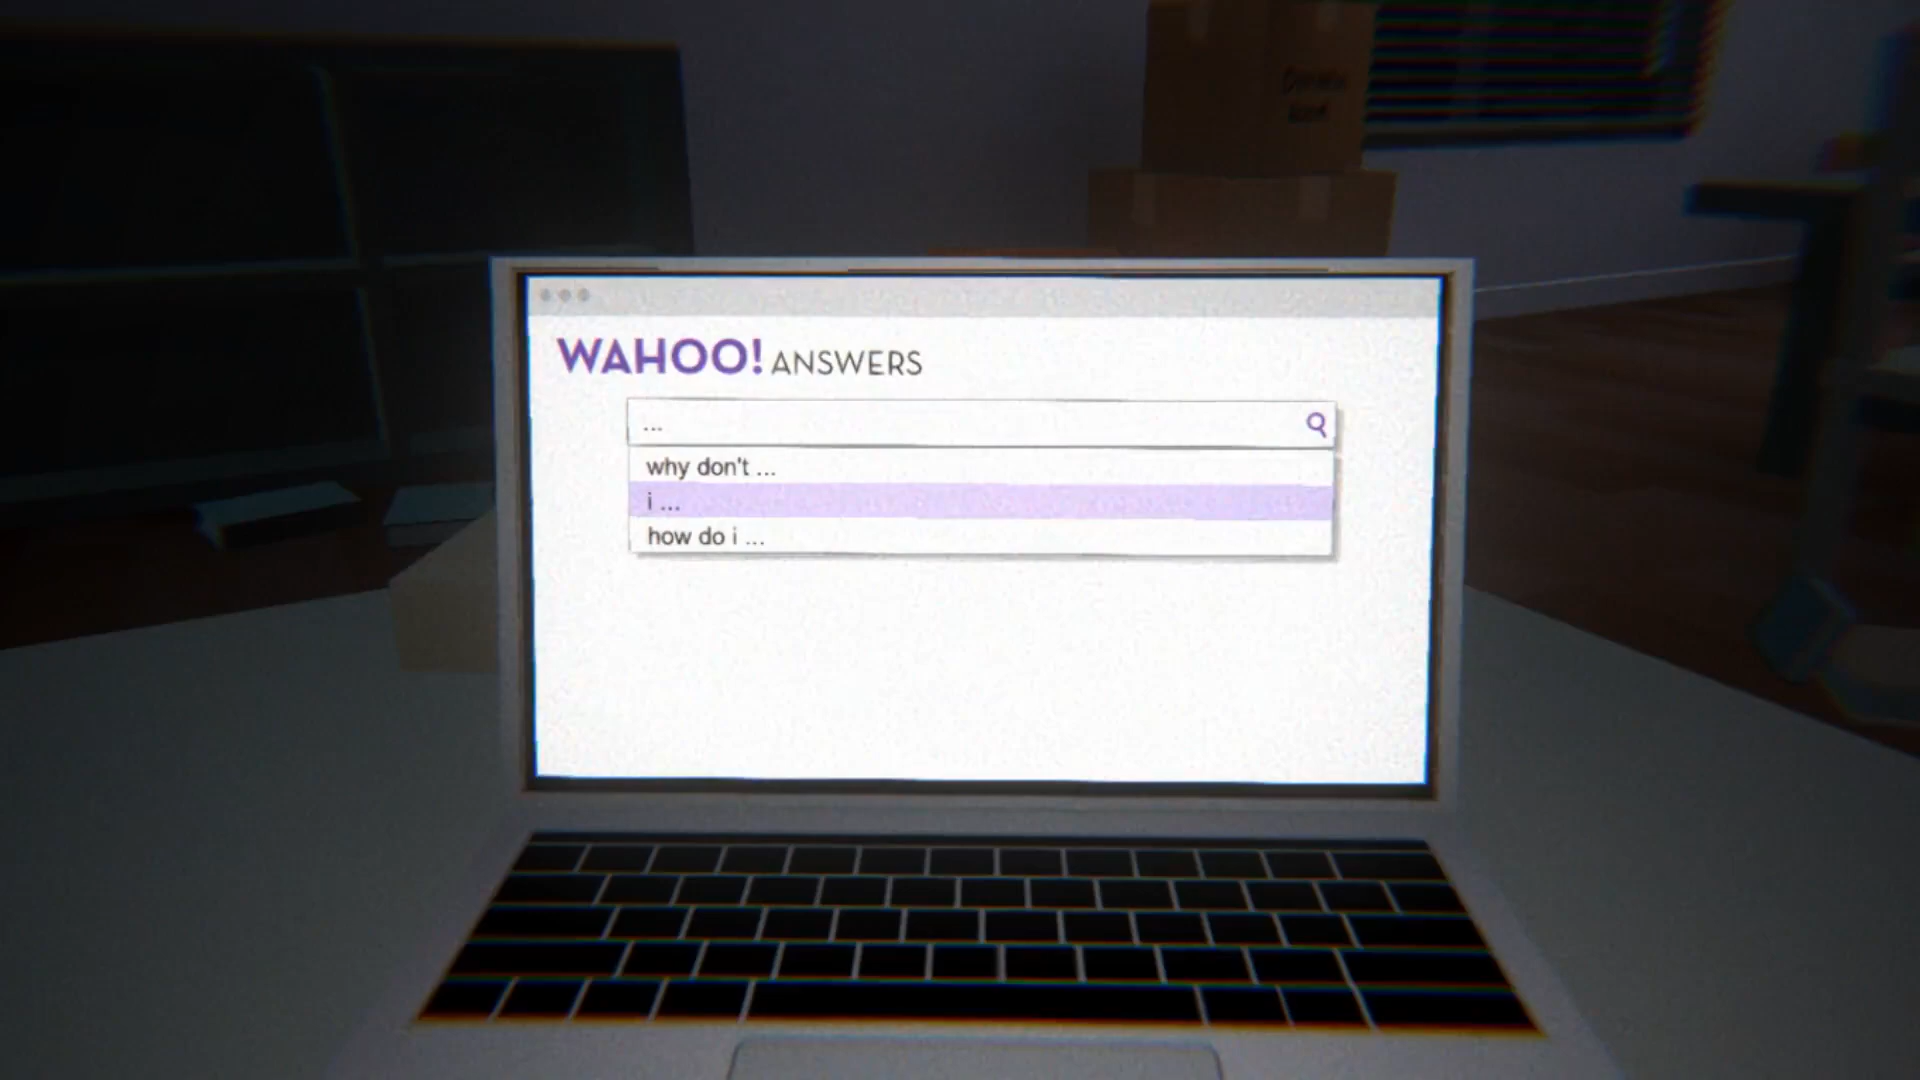 WAHOO! ANSWERS
...
why don't ...
i ...
how do i ...